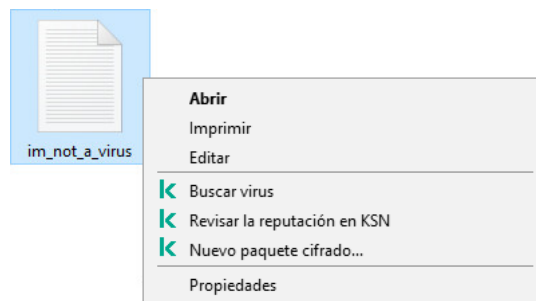 im_not_a_virus
Abrir
Imprimir
Editar
Buscar virus
Revisar la reputación en KSN
Nuevo paquete cifrado...
Propiedades